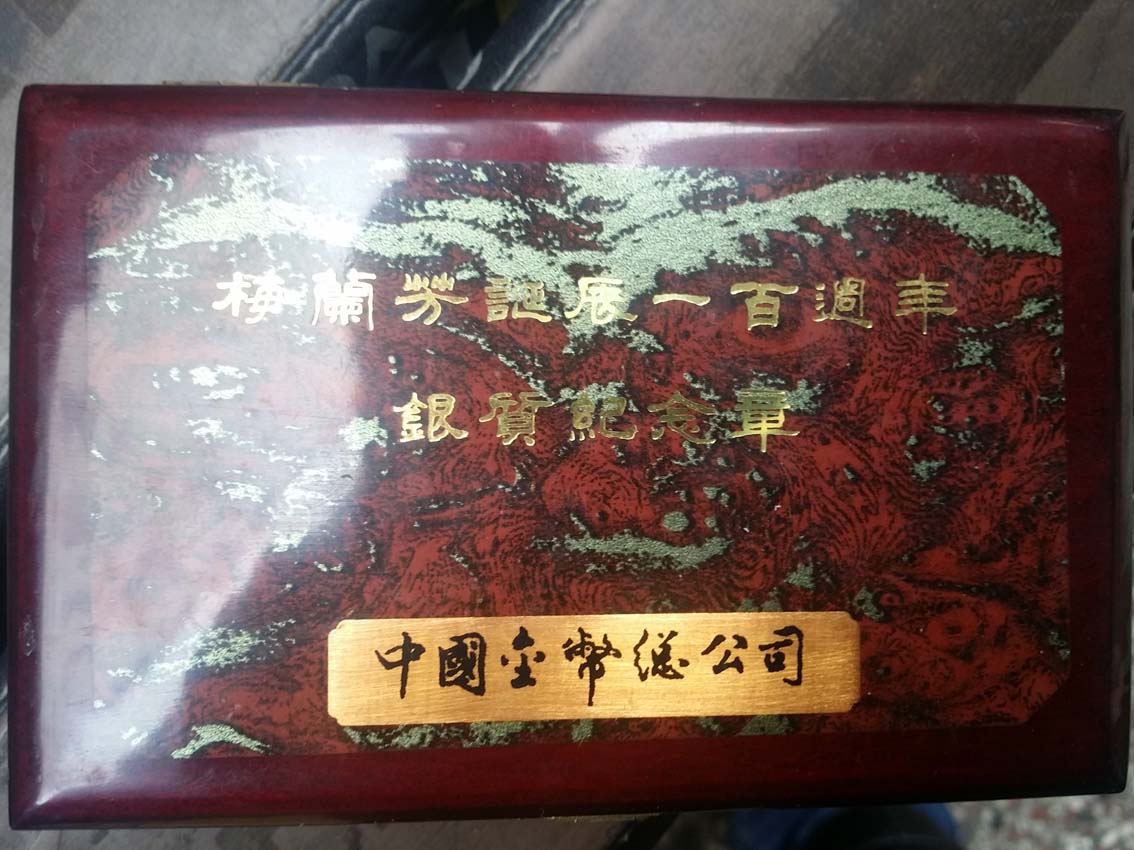 梅蘭芳誕辰一百週年
銀質紀念章
中國金幣總公司